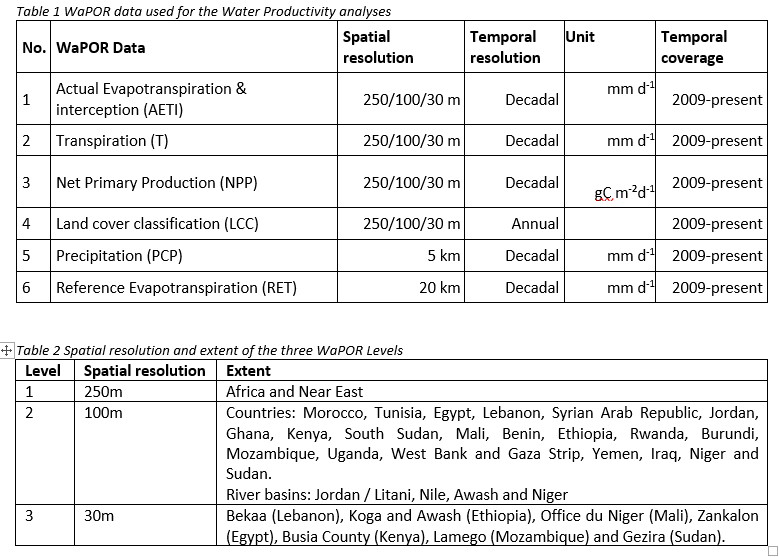 Table 1 WaPOR data used for the Water Productivity analyses
No. WaPOR Data Spatial resolution Temporal resolution Unit Temporal coverage
1 Actual Evapotranspiration & interception (AETI) 250/100/30 m Decadal mm d⁻¹ 2009-present
2 Transpiration (T) 250/100/30 m Decadal mm d⁻¹ 2009-present
3 Net Primary Production (NPP) 250/100/30 m Decadal gC m⁻²d⁻¹ 2009-present
4 Land cover classification (LCC) 250/100/30 m Annual 2009-present
5 Precipitation (PCP) 5 km Decadal mm d⁻¹ 2009-present
6 Reference Evapotranspiration (RET) 20 km Decadal mm d⁻¹ 2009-present
Table 2 Spatial resolution and extent of the three WaPOR Levels
Level Spatial resolution Extent
1 250m Africa and Near East
2 100m Countries: Morocco, Tunisia, Egypt, Lebanon, Syrian Arab Republic, Jordan,
Ghana, Kenya, South Sudan, Mali, Benin, Ethiopia, Rwanda, Burundi,
Mozambique, Uganda, West Bank and Gaza Strip, Yemen, Iraq, Niger and
Sudan.
River basins: Jordan / Litani, Nile, Awash and Niger
3 30m Bekaa (Lebanon), Koga and Awash (Ethiopia), Office du Niger (Mali), Zankalon
(Egypt), Busia County (Kenya), Lamego (Mozambique) and Gezira (Sudan).